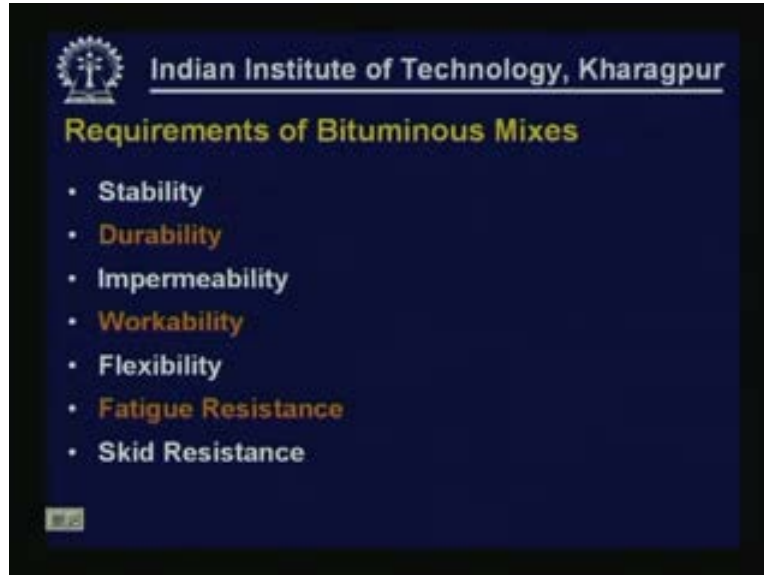 Indian Institute of Technology, Kharagpur
Requirements of Bituminous Mixes
• Stability
• Durability
• Impermeability
• Workability
• Flexibility
• Fatigue Resistance
• Skid Resistance